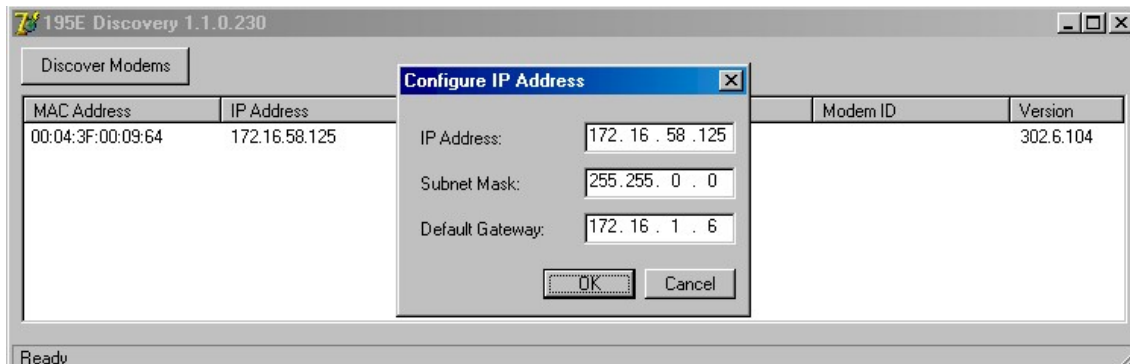 195E Discovery 1.1.0.230
Discover Modems
MAC Address IP Address Modem ID Version
00:04:3F:00:09:64 172.16.58.125 302.6.104
Configure IP Address
IP Address: 172. 16 . 58 .125
Subnet Mask: 255.255. 0 . 0
Default Gateway: 172. 16 . 1 . 6
OK Cancel
Ready